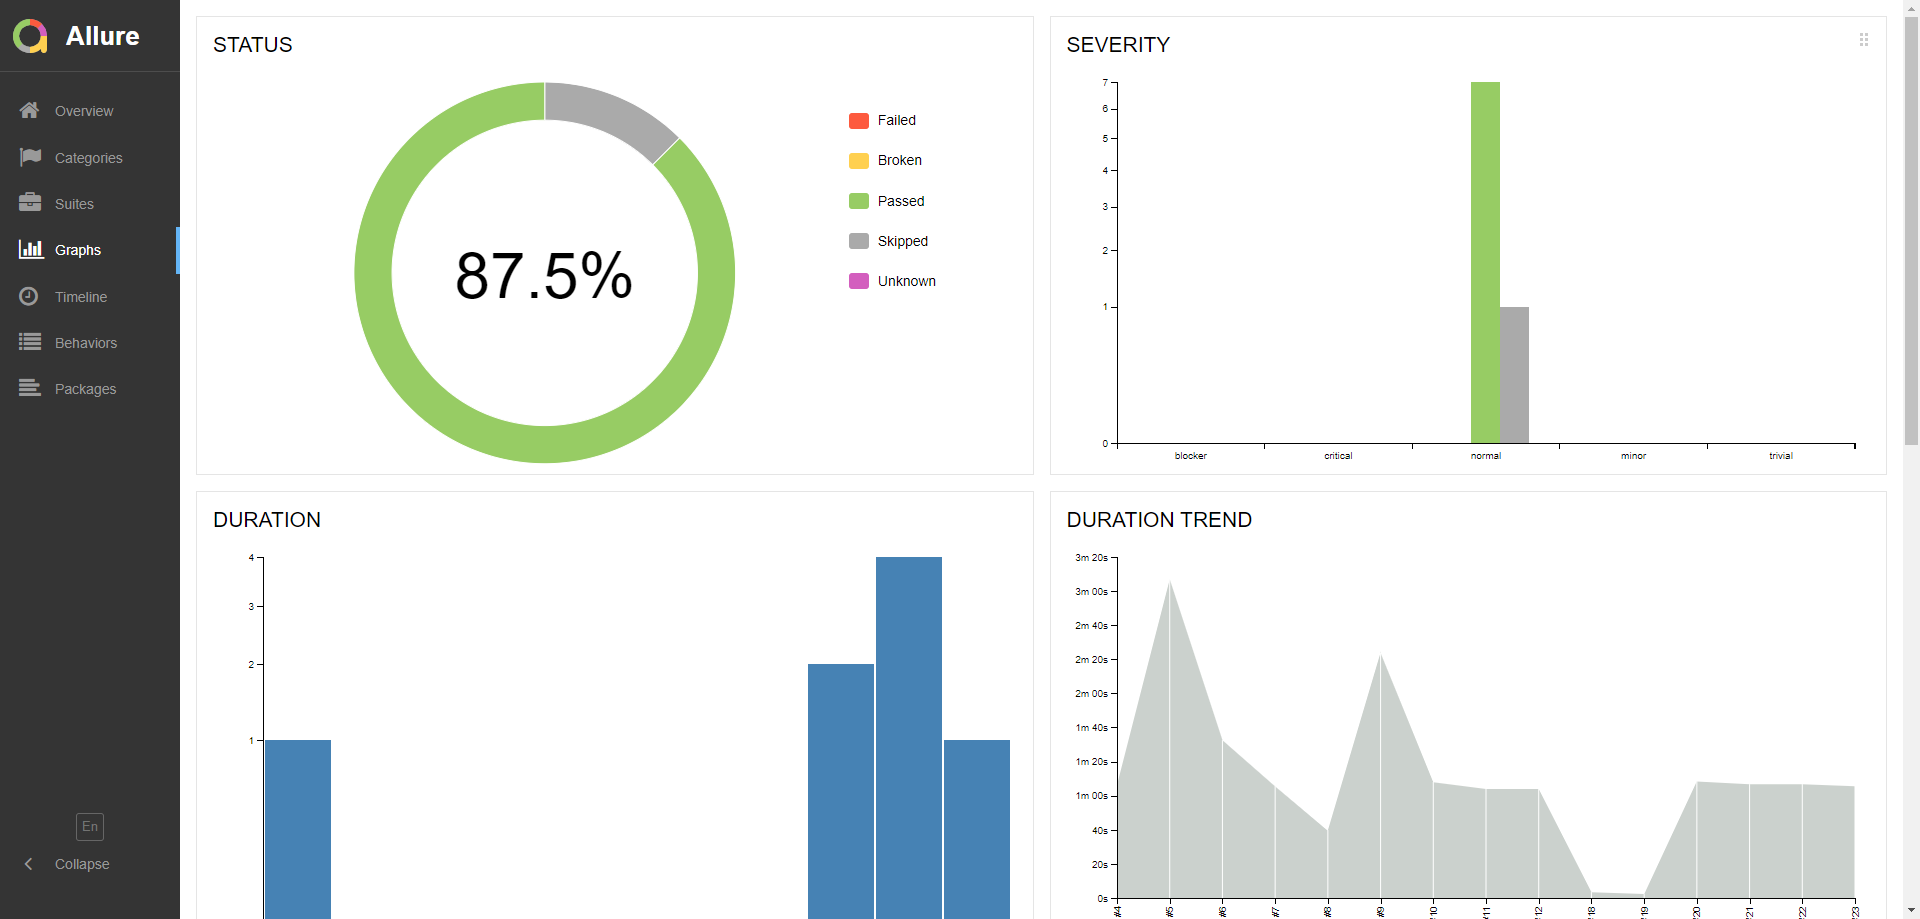 Allure
Overview
Categories
Suites
Graphs
Timeline
Behaviors
Packages
En
Collapse
STATUS
87.5%
Failed
Broken
Passed
Skipped
Unknown
SEVERITY
7
6
5
4
3
2
1
0
blocker
critical
normal
minor
trivial
DURATION
4
3
2
1
DURATION TREND
3m 20s
3m 00s
2m 40s
2m 20s
2m 00s
1m 40s
1m 20s
1m 00s
40s
20s
0s
#4
#5
#6
#7
#8
#9
10
11
12
18
19
20
21
22
23